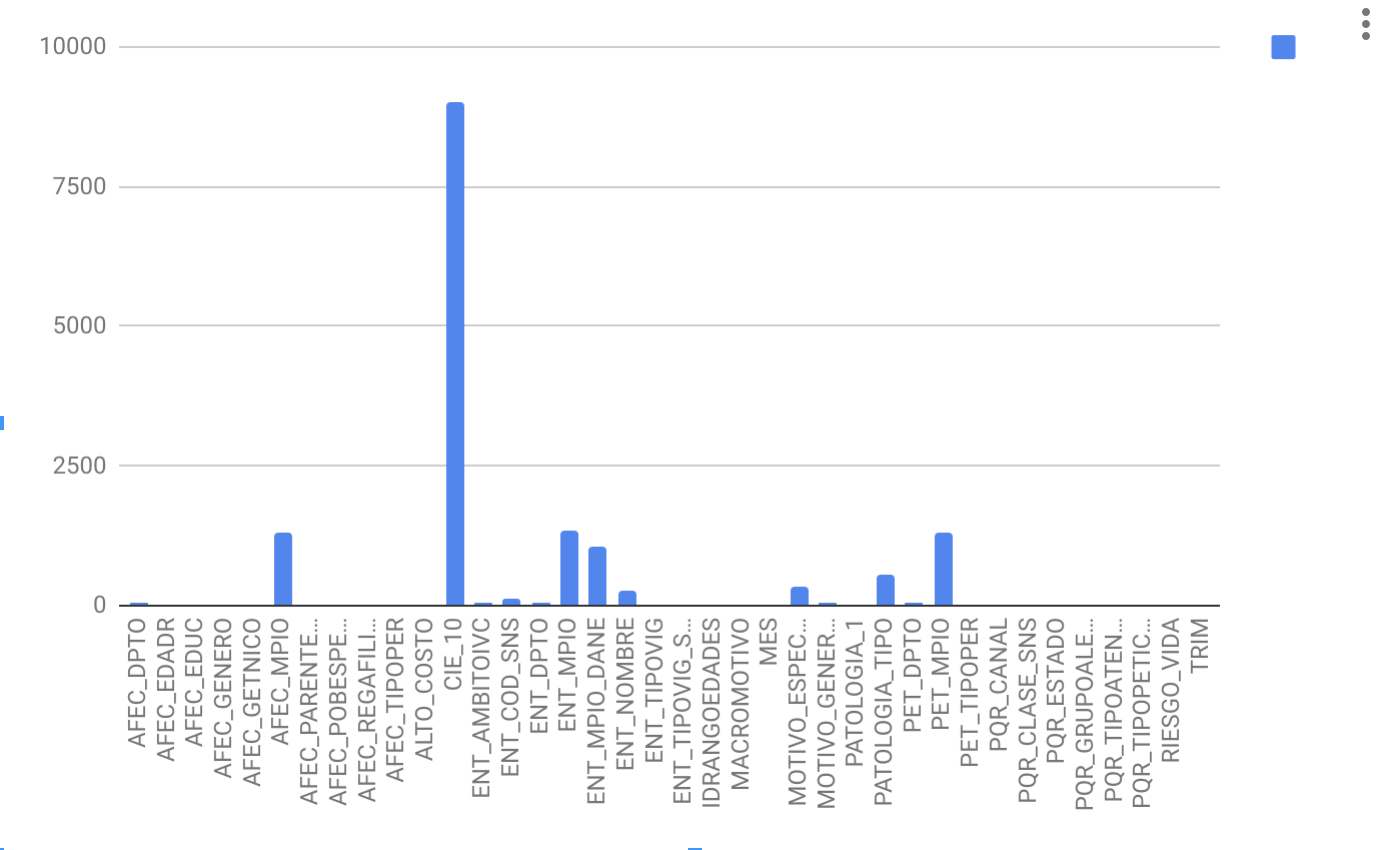 10000
7500
5000
2500
0
AFEC_DPTO
AFEC_EDADR
AFEC_EDUC
AFEC_GENERO
AFEC_GETNICO
AFEC_MPIO
AFEC_PARENTE...
AFEC_POBESPE...
AFEC_REGAFILI...
AFEC_TIPOPER
ALTO_COSTO
CIE_10
ENT_AMBITOIVC
ENT_COD_SNS
ENT_DPTO
ENT_MPIO
ENT_MPIO_DANE
ENT_NOMBRE
ENT_TIPOVIG
ENT_TIPOVIG_S...
IDRANGOEDADES
MACROMOTIVO
MES
MOTIVO_ESPEC...
MOTIVO_GENER...
PATOLOGIA_1
PATOLOGIA_TIPO
PET_DPTO
PET_MPIO
PET_TIPOPER
PQR_CANAL
PQR_CLASE_SNS
PQR_ESTADO
PQR_GRUPOALE...
PQR_TIPOATEN...
PQR_TIPOPETIC...
RIESGO_VIDA
TRIM